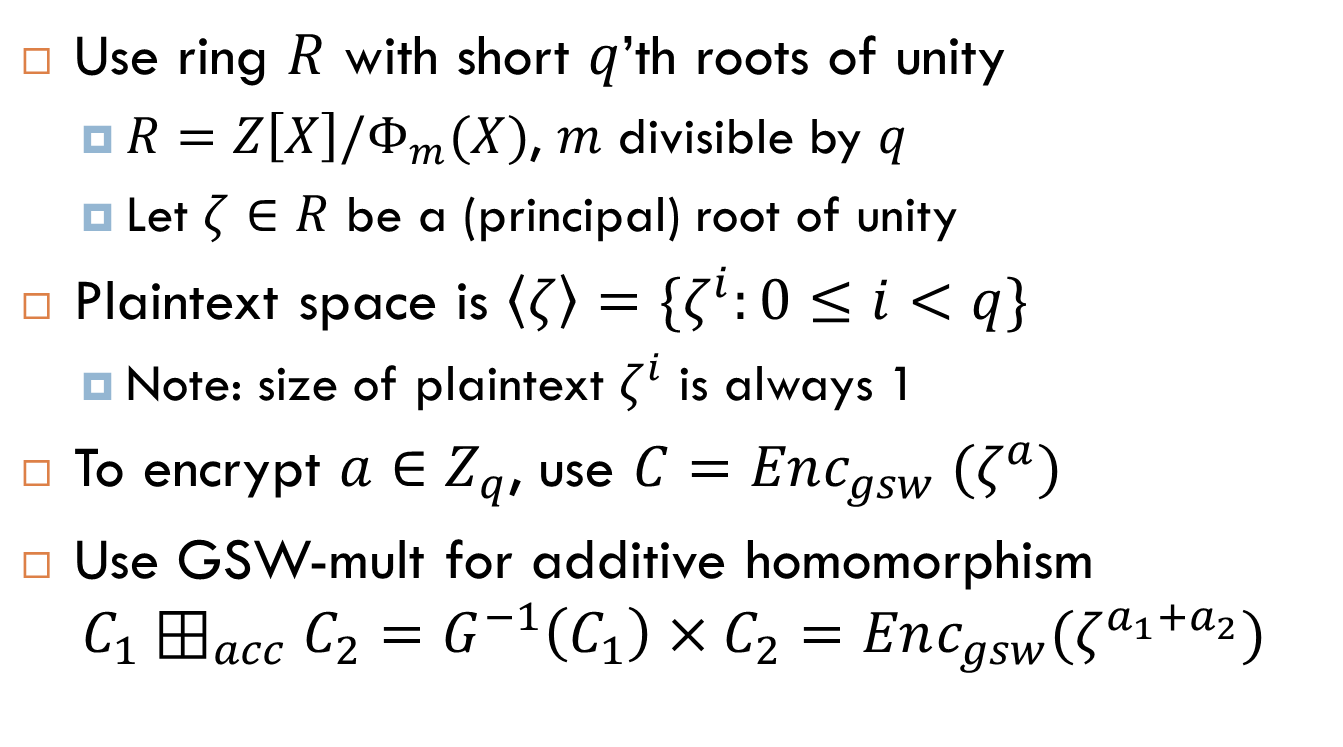 Use ring R with short q’th roots of unity
R = Z[X]/Φ_m(X), m divisible by q
Let ζ ∈ R be a (principal) root of unity
Plaintext space is ⟨ζ⟩ = {ζ^i: 0 ≤ i < q}
Note: size of plaintext ζ^i is always 1
To encrypt a ∈ Z_q, use C = Enc_gsw (ζ^a)
Use GSW-mult for additive homomorphism
C_1 ⊞_acc C_2 = G^{-1}(C_1) × C_2 = Enc_gsw(ζ^{a_1+a_2})